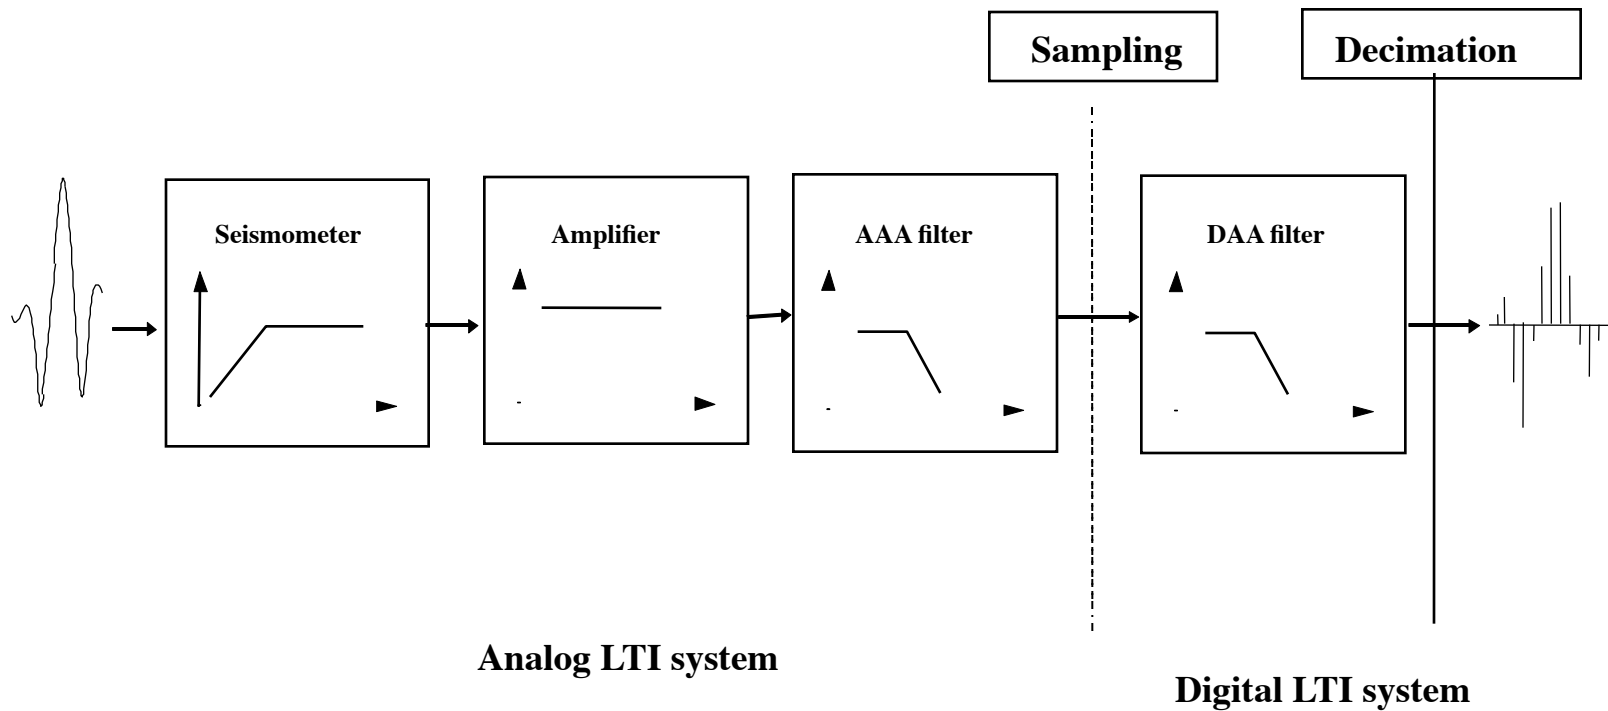 Sampling
Decimation
Seismometer
Amplifier
AAA filter
DAA filter
Analog LTI system
Digital LTI system